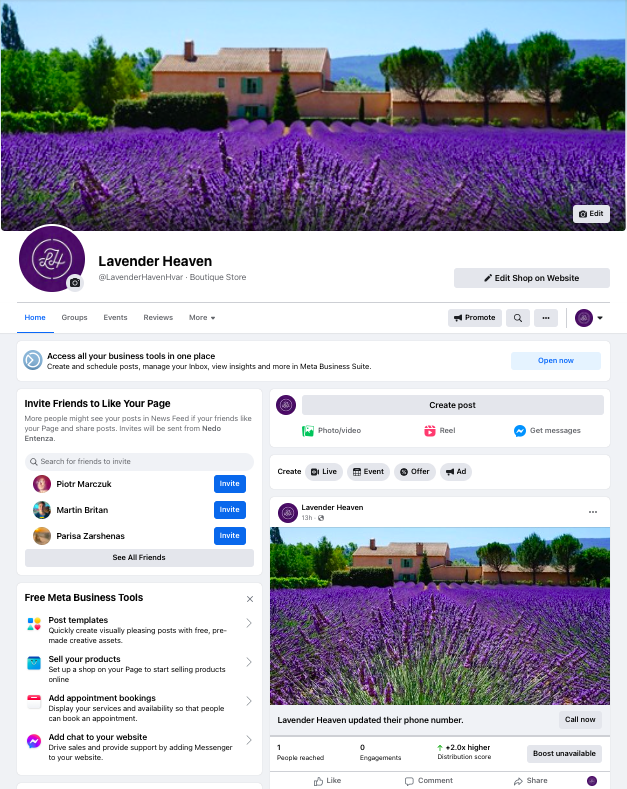 Edit
LH
Lavender Heaven
@LavenderHavenHvar · Boutique Store
Edit Shop on Website
Home Groups Events Reviews More
Promote
Access all your business tools in one place
Create and schedule posts, manage your Inbox, view insights and more in Meta Business Suite.
Open now
Invite Friends to Like Your Page
More people might see your posts in News Feed if your friends like
your Page and share posts. Invites will be sent from Nedo
Entenza.
Search for friends to invite
Piotr Marczuk Invite
Martin Britan Invite
Parisa Zarshenas Invite
See All Friends
Free Meta Business Tools
Post templates
Quickly create visually pleasing posts with free, pre-
made creative assets.
Sell your products
Set up a shop on your Page to start selling products
online
Add appointment bookings
Display your services and availability so that people
can book an appointment.
Add chat to your website
Drive sales and provide support by adding Messenger
to your website.
Create post
Photo/video Reel Get messages
Create Live Event Offer Ad
Lavender Heaven
13h ·
Lavender Heaven updated their phone number. Call now
1 0 +2.0x higher
People reached Engagements Distribution score
Boost unavailable
Like Comment Share